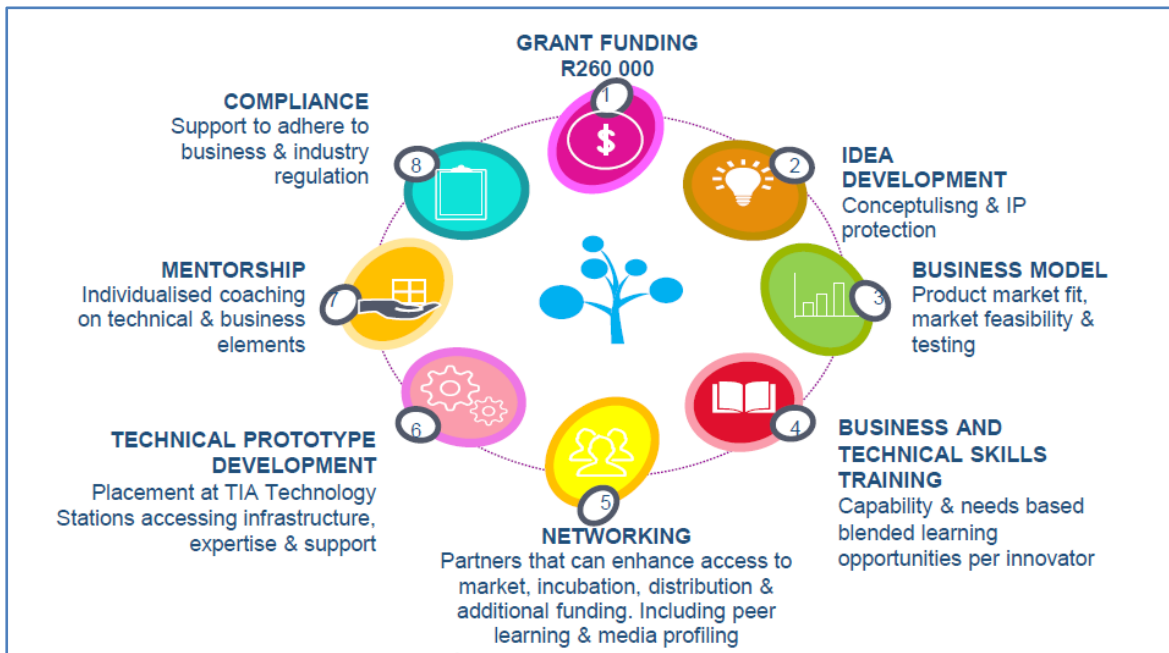 GRANT FUNDING
R260 000
1
$
2
IDEA
DEVELOPMENT
Conceptulisng & IP
protection
3
BUSINESS MODEL
Product market fit,
market feasibility &
testing
4
BUSINESS AND
TECHNICAL SKILLS
TRAINING
Capability & needs based
blended learning
opportunities per innovator
5
NETWORKING
Partners that can enhance access to
market, incubation, distribution &
additional funding. Including peer
learning & media profiling
6
TECHNICAL PROTOTYPE
DEVELOPMENT
Placement at TIA Technology
Stations accessing infrastructure,
expertise & support
7
MENTORSHIP
Individualised coaching
on technical & business
elements
8
COMPLIANCE
Support to adhere to
business & industry
regulation